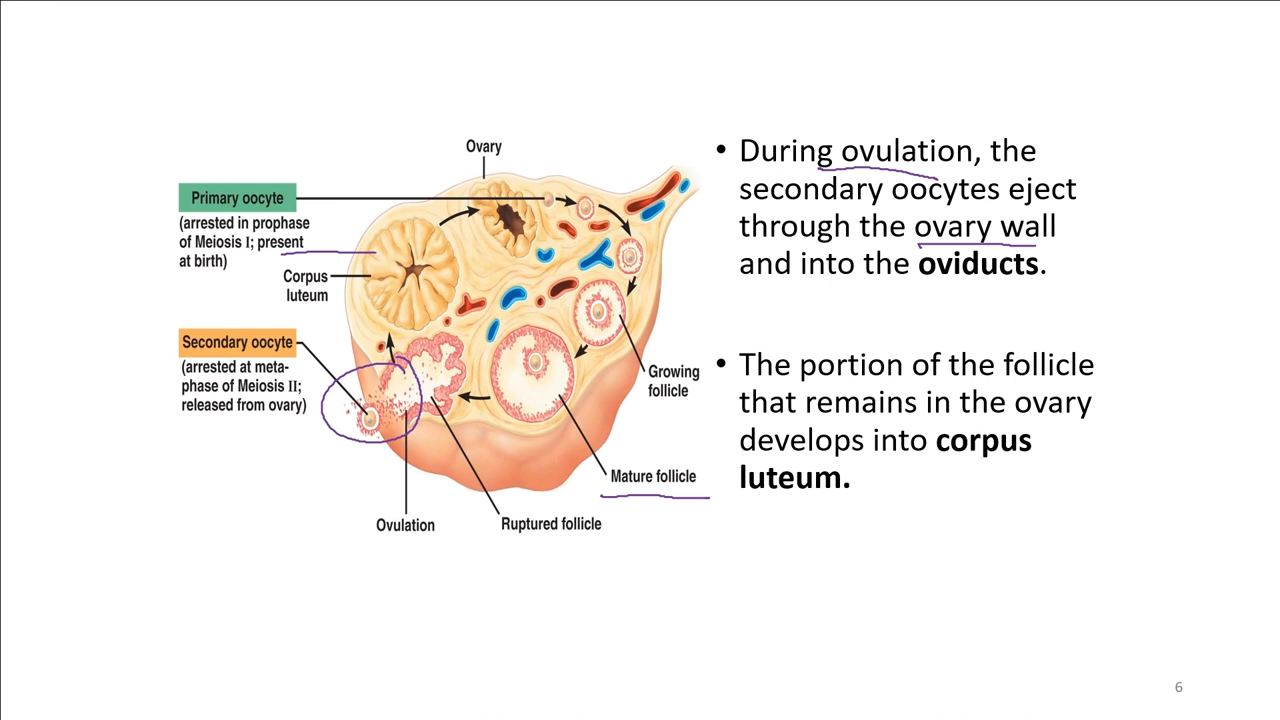 Ovary
Primary oocyte
(arrested in prophase
of Meiosis I; present
at birth)
Corpus
luteum
Secondary oocyte
(arrested at meta-
phase of Meiosis II;
released from ovary)
Growing
follicle
Mature follicle
Ovulation
Ruptured follicle
• During ovulation, the
secondary oocytes eject
through the ovary wall
and into the oviducts.
• The portion of the follicle
that remains in the ovary
develops into corpus
luteum.
6